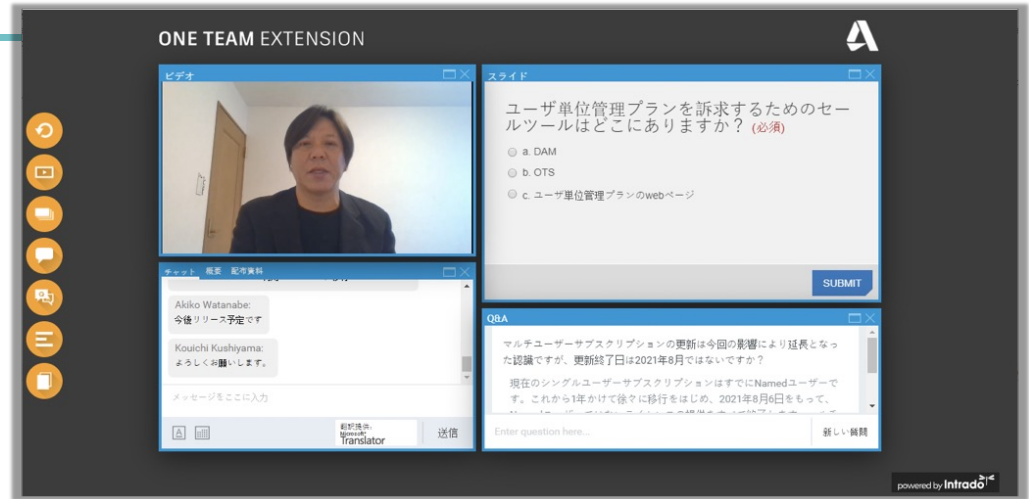 ONE TEAM EXTENSION
ビデオ
スライド
ユーザ単位管理プランを訴求するためのセー
ルツールはどこにありますか？ (必須)
a. DAM
b. OTS
c. ユーザ単位管理プランのwebページ
SUBMIT
チャット 概要 配布資料
Akiko Watanabe:
今後リリース予定です
Kouichi Kushiyama:
よろしくお願いします。
メッセージをここに入力
翻訳提供:
Microsoft
Translator
送信
Q&A
マルチユーザーサブスクリプションの更新は今回の影響により延長となっ
た認識ですが、更新終了日は2021年8月ではないですか？
現在のシングルユーザーサブスクリプションはすでにNamedユーザーで
す。これから1年かけて徐々に移行をはじめ、2021年8月6日をもって、
Enter question here...
新しい質問
powered by Intrado